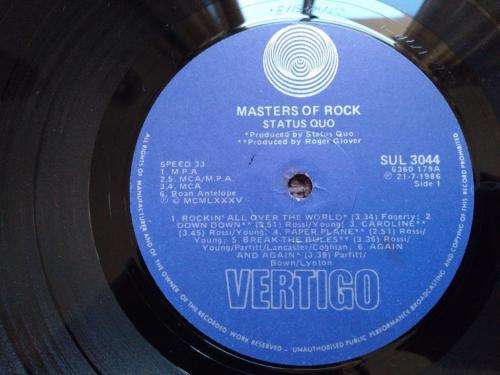 MASTERS OF ROCK
STATUS QUO
*Produced by Status Quo
**Produced by Roger Glover
SPEED 33
1. M.P.A.
2,5. MCA/M.P.A.
3,4. MCA
6. Roan Antelope
Ⓟ © MCMLXXXV
SUL 3044
6360 179A
Ⓟ 21-7-1986
Side 1
1. ROCKIN' ALL OVER THE WORLD* (3.34) Fogerty; 2.
DOWN DOWN** (2.51) Rossi/Young; 3. CAROLINE**
(3.45) Rossi/Young; 4. PAPER PLANE** (2.51) Rossi/
Young; 5. BREAK THE RULES** (3.36) Rossi/
Young/Parfitt/Lancaster/Coghlan; 6. AGAIN
AND AGAIN** (3.39) Parfitt/
Bown/Lynton
VERTIGO
ALL RIGHTS OF MANUFACTURER AND OF THE OWNER OF THE RECORDED WORK RESERVED – UNAUTHORISED PUBLIC PERFORMANCE BROADCASTING AND COPYING OF THIS RECORD PROHIBITED